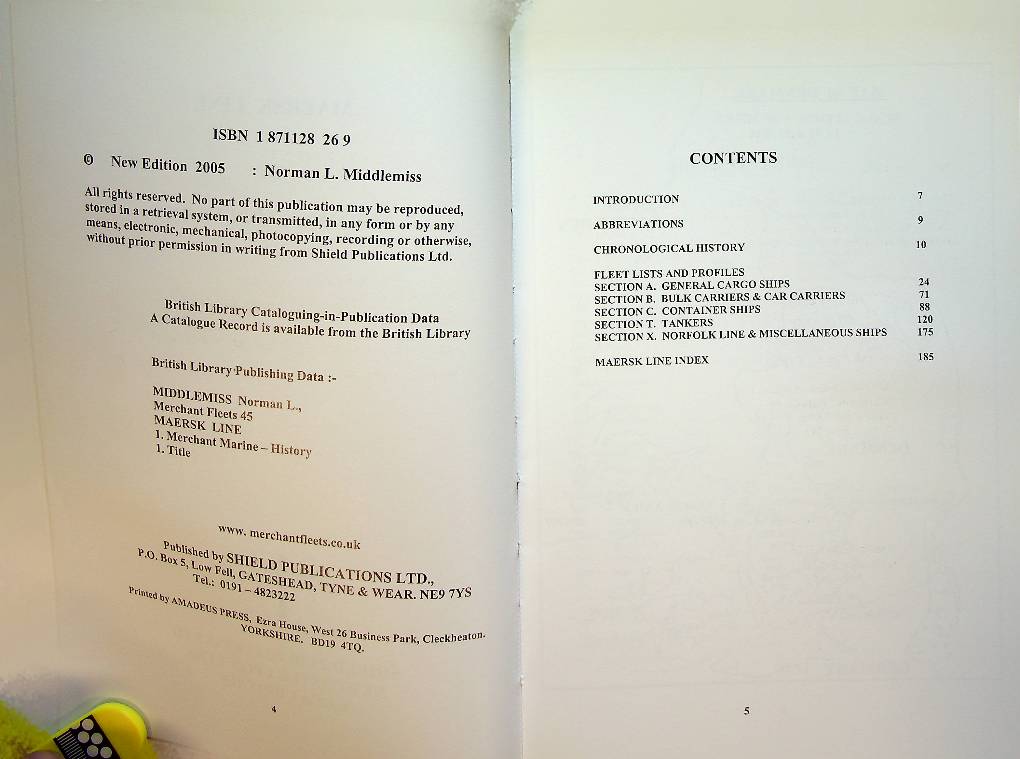 ISBN 1 871128 26 9
© New Edition 2005 : Norman L. Middlemiss
All rights reserved. No part of this publication may be reproduced,
stored in a retrieval system, or transmitted, in any form or by any
means, electronic, mechanical, photocopying, recording or otherwise,
without prior permission in writing from Shield Publications Ltd.
British Library Cataloguing-in-Publication Data
A Catalogue Record is available from the British Library
British Library Publishing Data :-
MIDDLEMISS Norman L.,
Merchant Fleets 45
MAERSK LINE
1. Merchant Marine – History
1. Title
www. merchantfleets.co.uk
Published by SHIELD PUBLICATIONS LTD.,
P.O. Box 5, Low Fell, GATESHEAD, TYNE & WEAR. NE9 7YS
Tel.: 0191 – 4823222
Printed by AMADEUS PRESS, Ezra House, West 26 Business Park, Cleckheaton.
YORKSHIRE. BD19 4TQ.
4
CONTENTS
INTRODUCTION 7
ABBREVIATIONS 9
CHRONOLOGICAL HISTORY 10
FLEET LISTS AND PROFILES
SECTION A. GENERAL CARGO SHIPS 24
SECTION B. BULK CARRIERS & CAR CARRIERS 71
SECTION C. CONTAINER SHIPS 88
SECTION T. TANKERS 120
SECTION X. NORFOLK LINE & MISCELLANEOUS SHIPS 175
MAERSK LINE INDEX 185
5